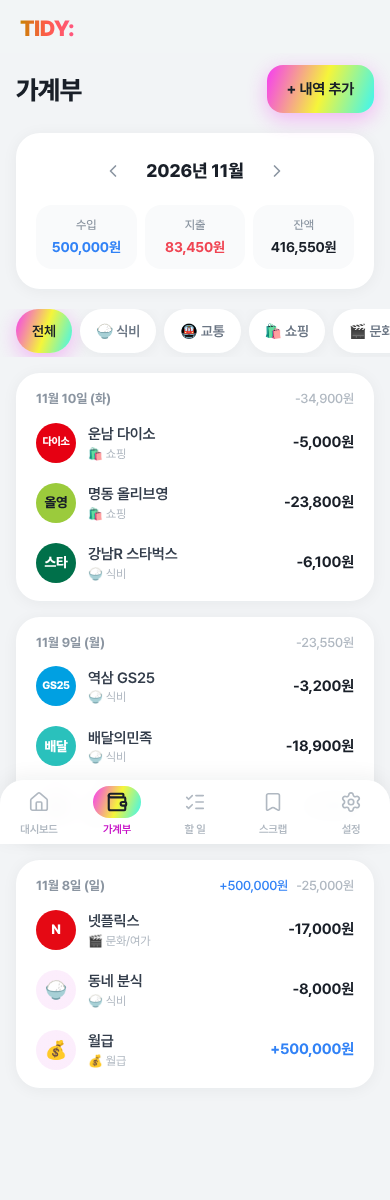 TIDY:
가계부
+ 내역 추가
2026년 11월
수입 지출 잔액
500,000원 83,450원 416,550원
전체 식비 교통 쇼핑 문화
11월 10일 (화) -34,900원
다이소 운남 다이소 -5,000원
쇼핑
올영 명동 올리브영 -23,800원
쇼핑
스타 강남R 스타벅스 -6,100원
식비
11월 9일 (월) -23,550원
GS25 역삼 GS25 -3,200원
식비
배달 배달의민족 -18,900원
식비
대시보드 가계부 할 일 스크랩 설정
11월 8일 (일) +500,000원 -25,000원
N 넷플릭스 -17,000원
문화/여가
동네 분식 -8,000원
식비
월급 +500,000원
월급